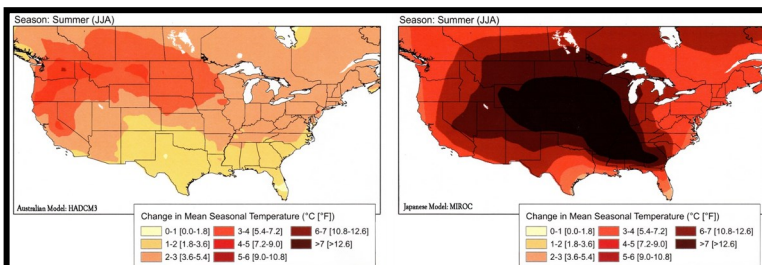 Season: Summer (JJA)
Australian Model: HADCM3
Change in Mean Seasonal Temperature (°C [°F])
0-1 [0.0-1.8]
3-4 [5.4-7.2]
6-7 [10.8-12.6]
1-2 [1.8-3.6]
4-5 [7.2-9.0]
>7 [>12.6]
2-3 [3.6-5.4]
5-6 [9.0-10.8]
Season: Summer (JJA)
Japanese Model: MIROC
Change in Mean Seasonal Temperature (°C [°F])
0-1 [0.0-1.8]
3-4 [5.4-7.2]
6-7 [10.8-12.6]
1-2 [1.8-3.6]
4-5 [7.2-9.0]
>7 [>12.6]
2-3 [3.6-5.4]
5-6 [9.0-10.8]